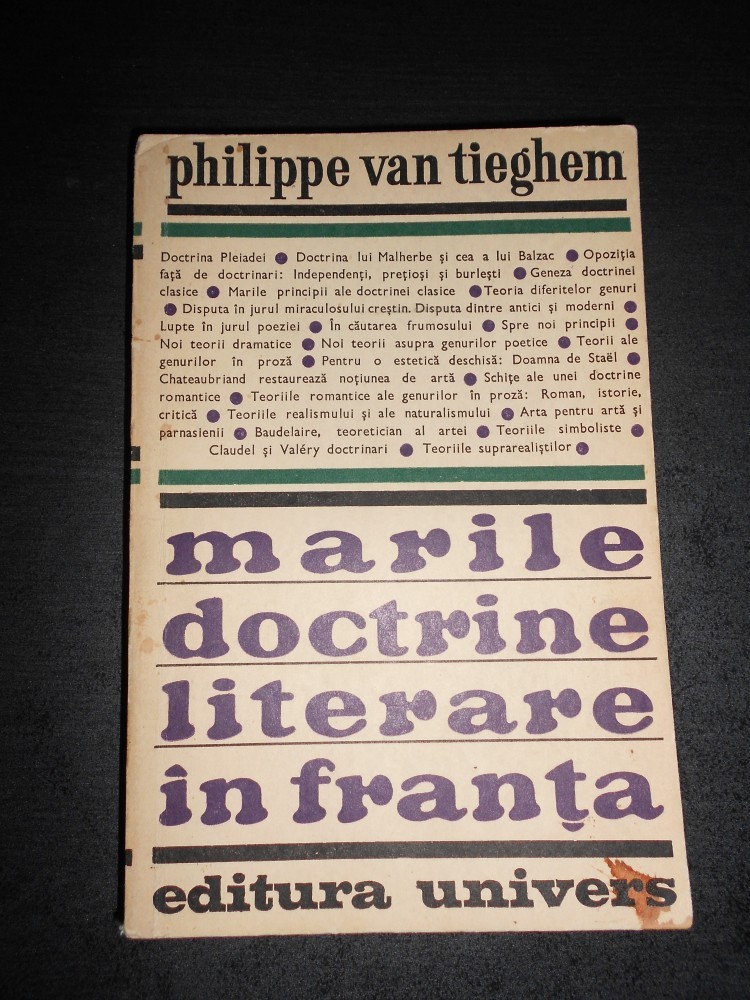 philippe van tieghem
Doctrina Pleiadei ● Doctrina lui Malherbe și cea a lui Balzac ● Opoziția
față de doctrinari: Independenți, prețioși și burlești ● Geneza doctrinei
clasice ● Marile principii ale doctrinei clasice ● Teoria diferitelor genuri
● Disputa în jurul miraculosului creștin. Disputa dintre antici și moderni ●
Lupte în jurul poeziei ● În căutarea frumosului ● Spre noi principii ●
Noi teorii dramatice ● Noi teorii asupra genurilor poetice ● Teorii ale
genurilor în proză ● Pentru o estetică deschisă: Doamna de Staël ●
Chateaubriand restaurează noțiunea de artă ● Schițe ale unei doctrine
romantice ● Teoriile romantice ale genurilor în proză: Roman, istorie,
critică ● Teoriile realismului și ale naturalismului ● Arta pentru artă și
parnasienii ● Baudelaire, teoretician al artei ● Teoriile simboliste ●
Claudel și Valéry doctrinari ● Teoriile suprarealiștilor ●
marile
doctrine
literare
în franța
editura univers